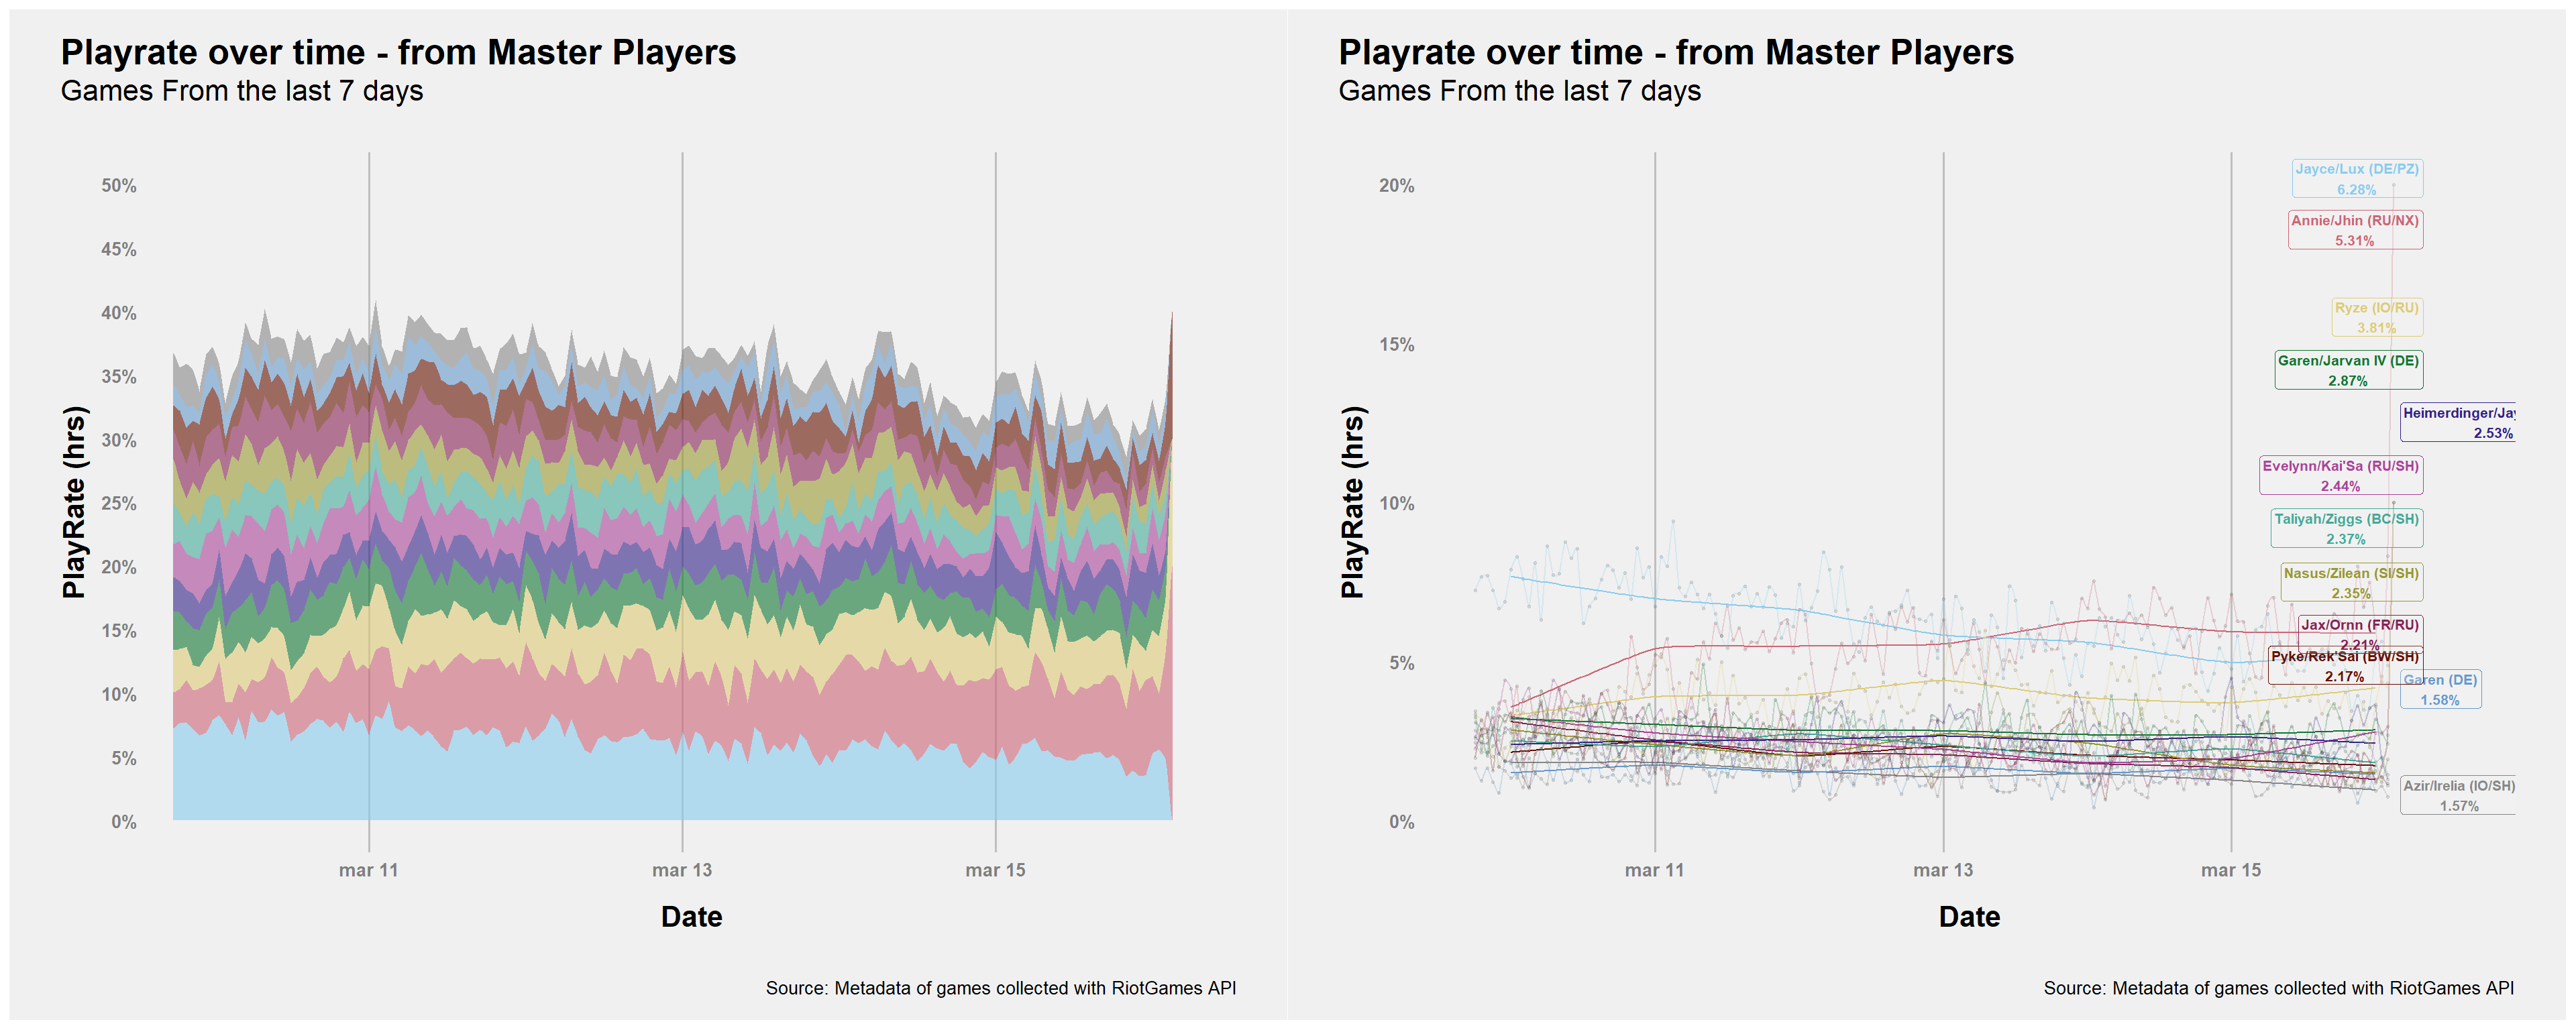 Playrate over time - from Master Players
Games From the last 7 days
50%
45%
40%
35%
30%
25%
20%
15%
10%
5%
0%
PlayRate (hrs)
mar 11
mar 13
mar 15
Date
Source: Metadata of games collected with RiotGames API
Playrate over time - from Master Players
Games From the last 7 days
20%
15%
10%
5%
0%
PlayRate (hrs)
Jayce/Lux (DE/PZ)
6.28%
Annie/Jhin (RU/NX)
5.31%
Ryze (IO/RU)
3.81%
Garen/Jarvan IV (DE)
2.87%
Heimerdinger/Jay
2.53%
Evelynn/Kai'Sa (RU/SH)
2.44%
Taliyah/Ziggs (BC/SH)
2.37%
Nasus/Zilean (SI/SH)
2.35%
Jax/Ornn (FR/RU)
2.21%
Pyke/Rek'Sai (BW/SH)
2.17%
Garen (DE)
1.58%
Azir/Irelia (IO/SH)
1.57%
mar 11
mar 13
mar 15
Date
Source: Metadata of games collected with RiotGames API